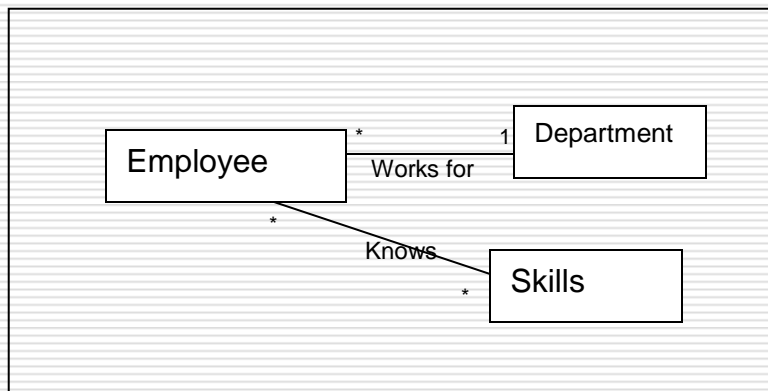 * 1 Department
Employee
Works for
*
Knows
Skills
*